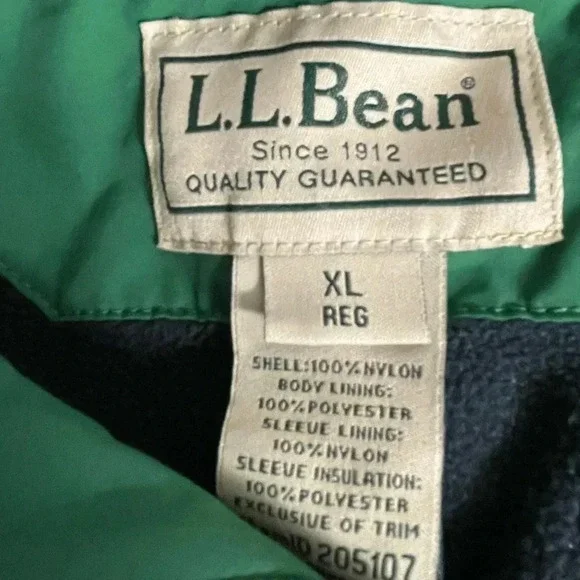 L.L.Bean®
Since 1912
QUALITY GUARANTEED
XL
REG
SHELL:100%NYLON
BODY LINING:
100%POLYESTER
SLEEVE LINING:
100%NYLON
SLEEVE INSULATION:
100%POLYESTER
EXCLUSIVE OF TRIM
205107